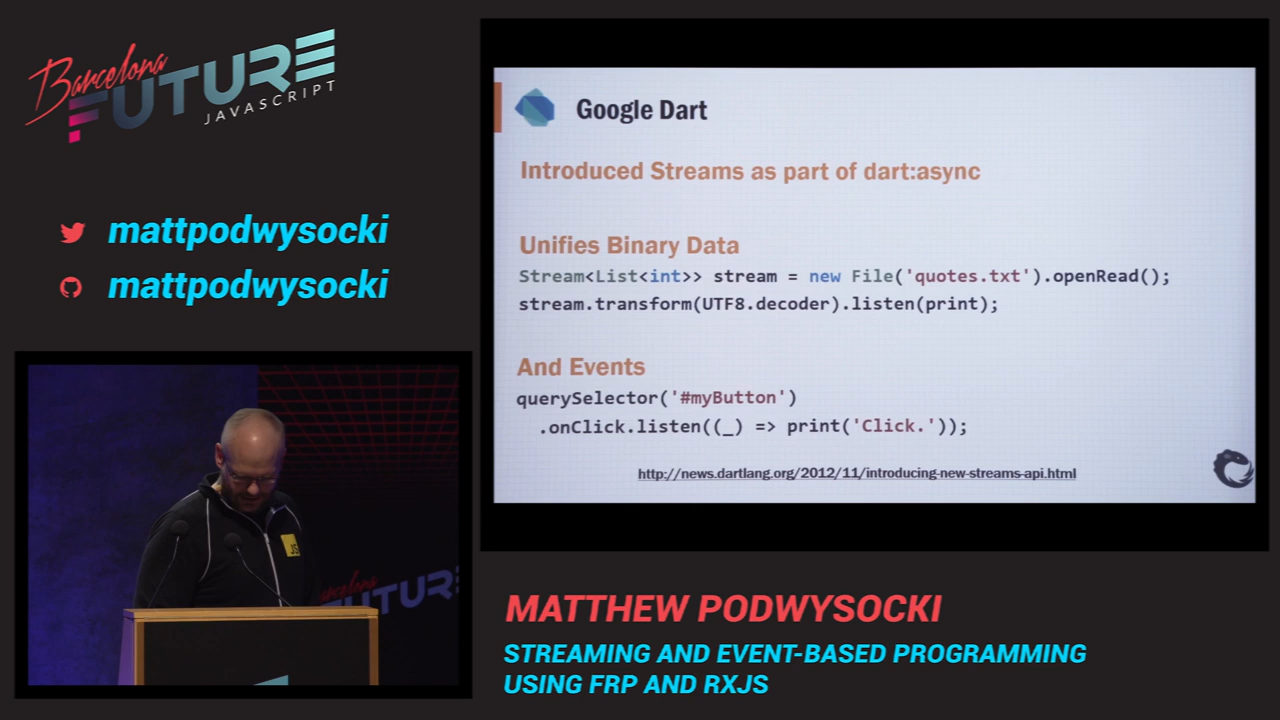 Barcelona
FUTURE
JAVASCRIPT
mattpodwysocki
mattpodwysocki
Google Dart
Introduced Streams as part of dart:async
Unifies Binary Data
Stream<List<int>> stream = new File('quotes.txt').openRead();
stream.transform(UTF8.decoder).listen(print);
And Events
querySelector('#myButton')
.onClick.listen((_) => print('Click.'));
http://news.dartlang.org/2012/11/introducing-new-streams-api.html
JS
arcelona
FUTURE
MATTHEW PODWYSOCKI
STREAMING AND EVENT-BASED PROGRAMMING
USING FRP AND RXJS